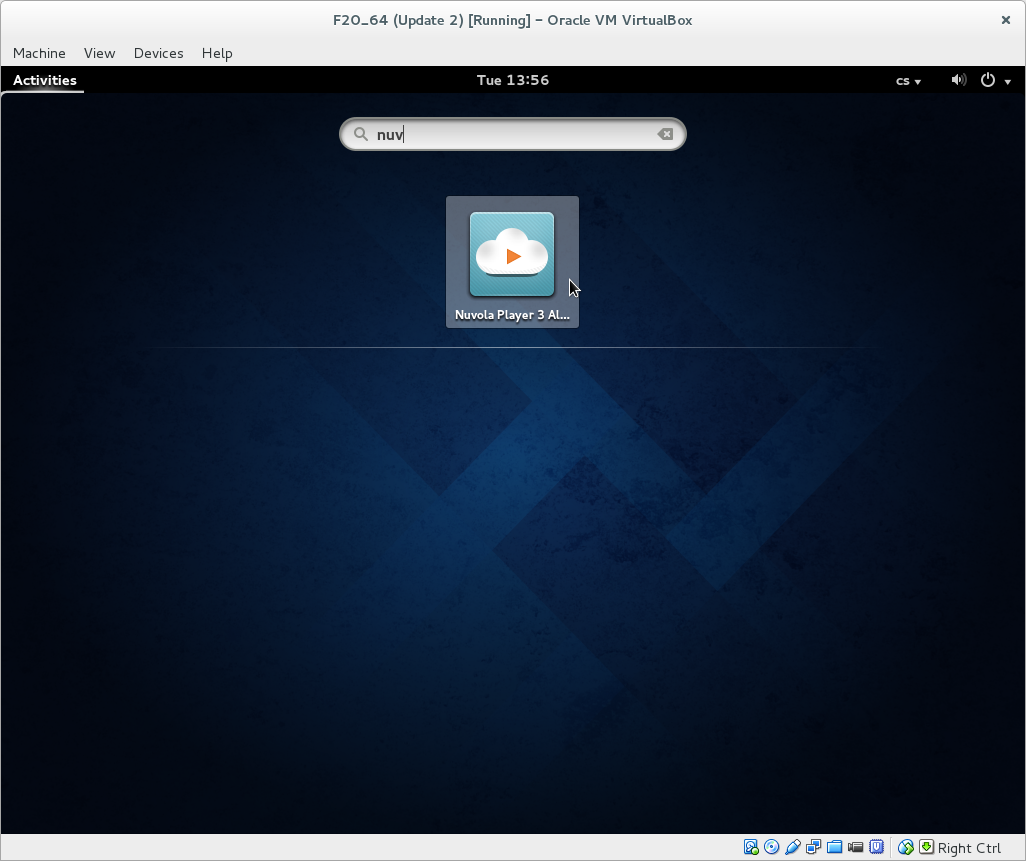 F20_64 (Update 2) [Running] – Oracle VM VirtualBox
Machine View Devices Help
Activities Tue 13:56 cs
nuv
Nuvola Player 3 Al...
Right Ctrl